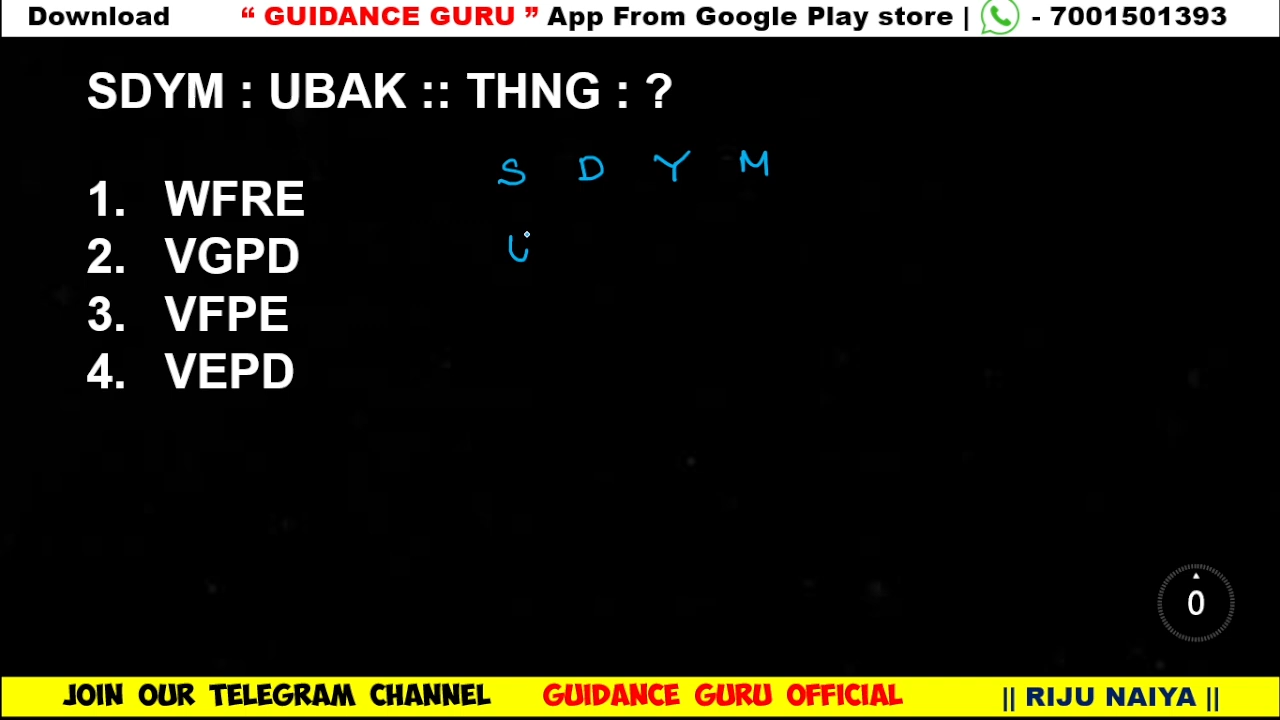 Download “ GUIDANCE GURU ” App From Google Play store | - 7001501393
SDYM : UBAK :: THNG : ?
S D Y M
1. WFRE
U
2. VGPD
3. VFPE
4. VEPD
0
JOIN OUR TELEGRAM CHANNEL GUIDANCE GURU OFFICIAL || RIJU NAIYA ||